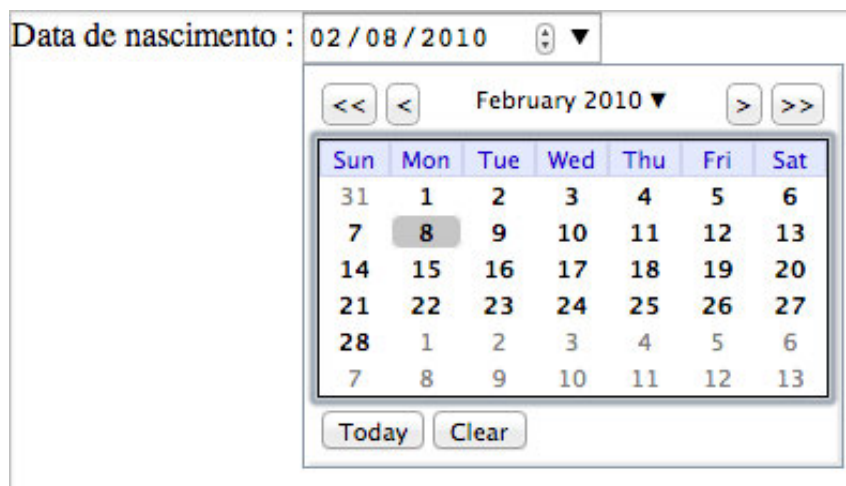 Data de nascimento : 02/08/2010 ▼
<< < February 2010 ▼ > >>
Sun Mon Tue Wed Thu Fri Sat
31 1 2 3 4 5 6
7 8 9 10 11 12 13
14 15 16 17 18 19 20
21 22 23 24 25 26 27
28 1 2 3 4 5 6
7 8 9 10 11 12 13
Today Clear